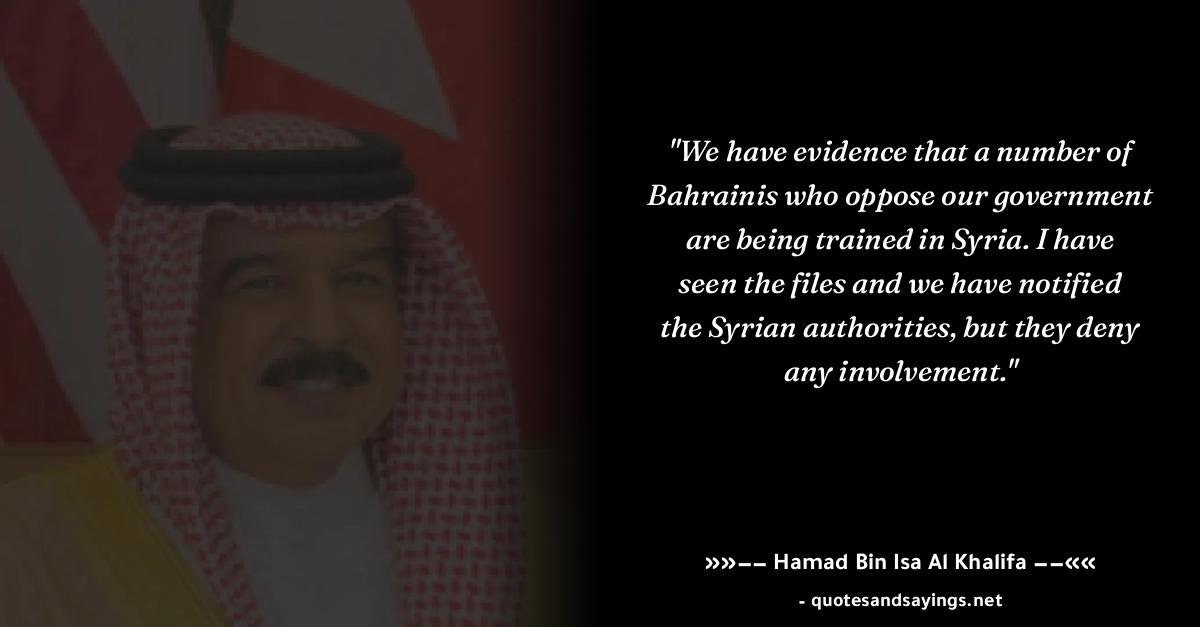 "We have evidence that a number of
Bahrainis who oppose our government
are being trained in Syria. I have
seen the files and we have notified
the Syrian authorities, but they deny
any involvement."
»»−− Hamad Bin Isa Al Khalifa −−««
- quotesandsayings.net